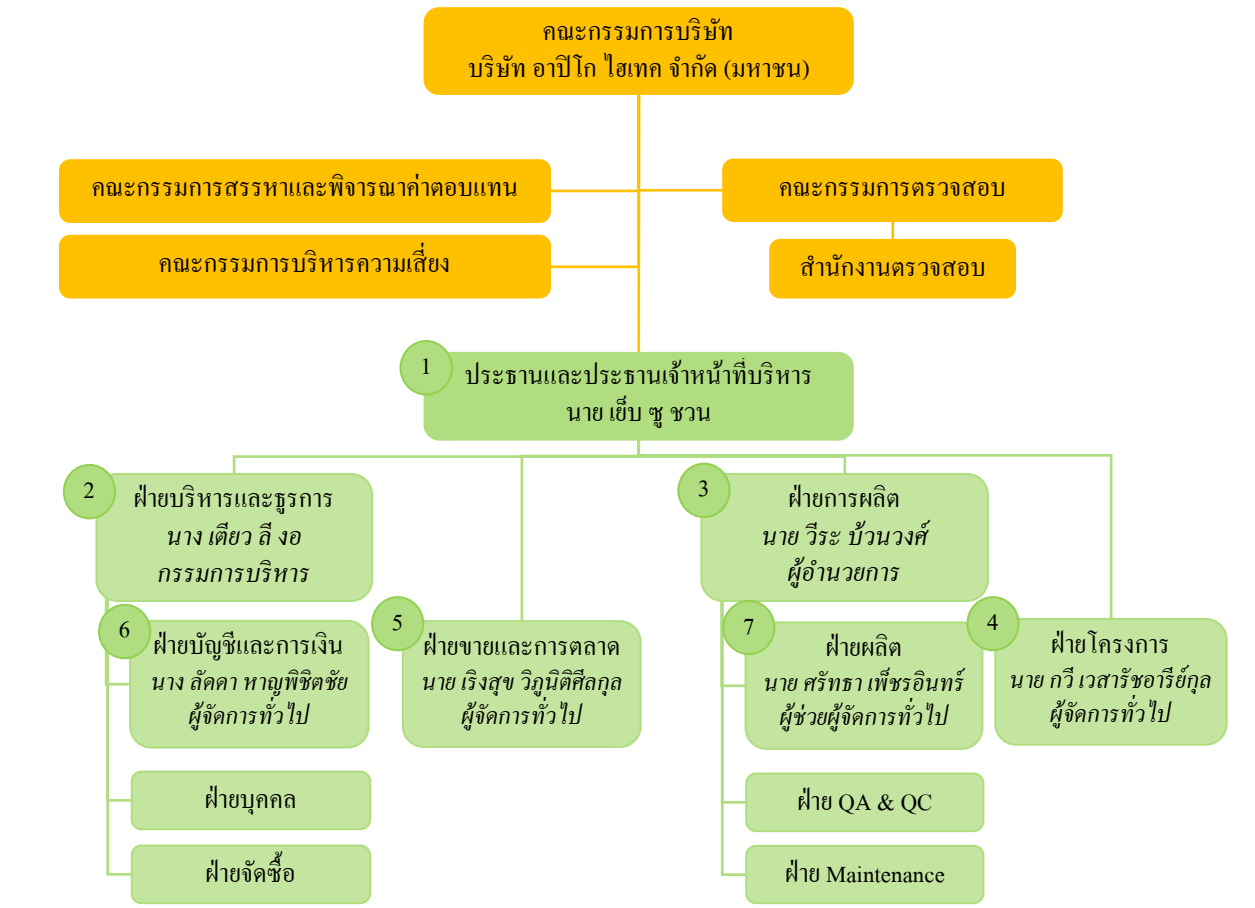 คณะกรรมการบริษัท
บริษัท อาปิโก ไฮเทค จำกัด (มหาชน)
คณะกรรมการสรรหาและพิจารณาค่าตอบแทน
คณะกรรมการตรวจสอบ
คณะกรรมการบริหารความเสี่ยง
สำนักงานตรวจสอบ
1
ประธานและประธานเจ้าหน้าที่บริหาร
นาย เย็บ ซู ชวน
2
ฝ่ายบริหารและธูรการ
นาง เตียว ลี งอ
กรรมการบริหาร
3
ฝ่ายการผลิต
นาย วีระ บ้วนวงศ์
ผู้อำนวยการ
6
ฝ่ายบัญชีและการเงิน
นาง ลัคดา หาญพิชิตชัย
ผู้จัดการทั่วไป
5
ฝ่ายขายและการตลาด
นาย เริงสุข วิภูนิติศีลกุล
ผู้จัดการทั่วไป
7
ฝ่ายผลิต
นาย ศรัทธา เพ็ชรอินทร์
ผู้ช่วยผู้จัดการทั่วไป
4
ฝ่ายโครงการ
นาย กวี เวสารัชอารีย์กุล
ผู้จัดการทั่วไป
ฝ่ายบุคคล
ฝ่าย QA & QC
ฝ่ายจัดซื้อ
ฝ่าย Maintenance